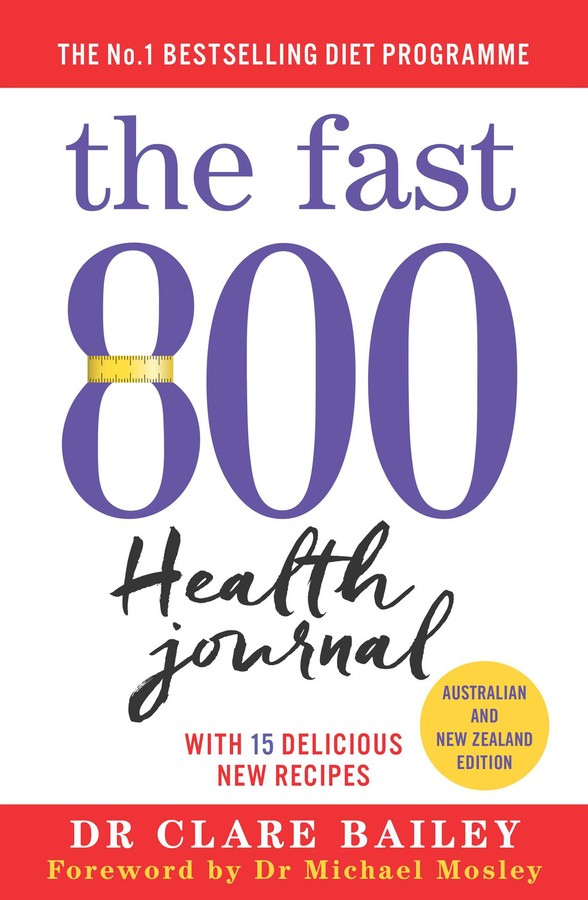 THE No.1 BESTSELLING DIET PROGRAMME
the fast
800
Health
journal
AUSTRALIAN
AND
NEW ZEALAND
EDITION
WITH 15 DELICIOUS
NEW RECIPES
DR CLARE BAILEY
Foreword by Dr Michael Mosley